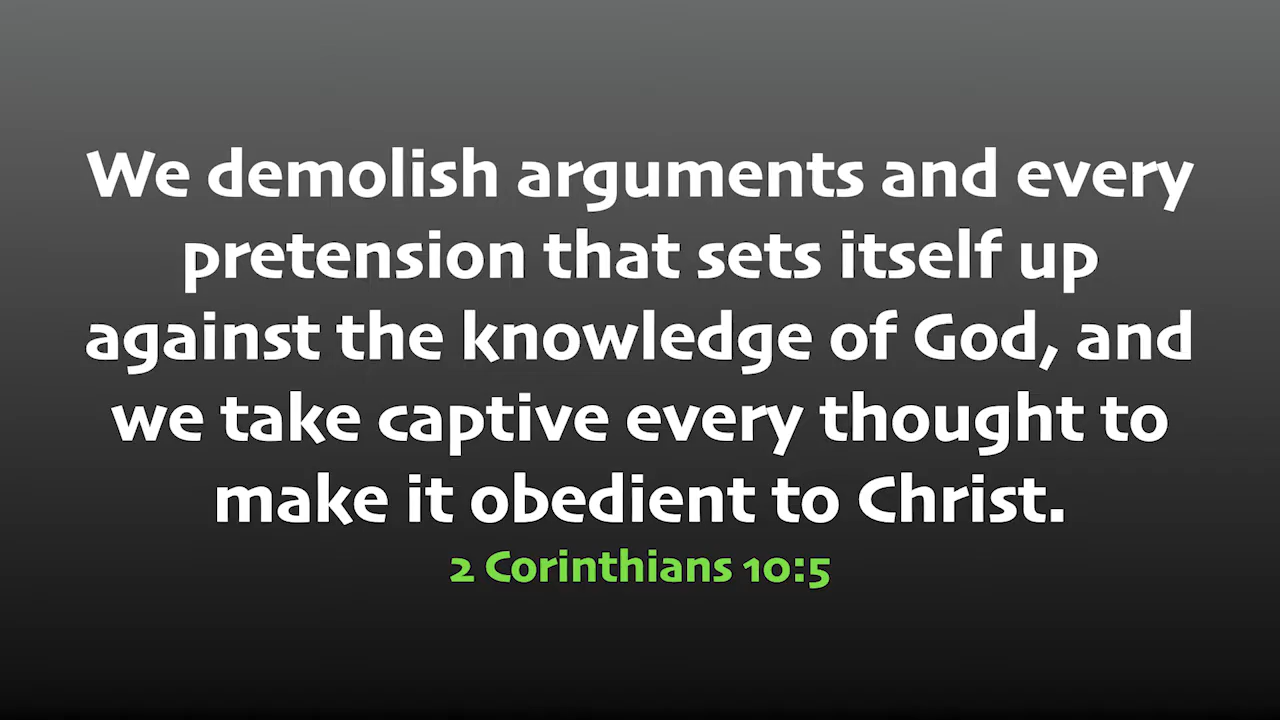 We demolish arguments and every
pretension that sets itself up
against the knowledge of God, and
we take captive every thought to
make it obedient to Christ.
2 Corinthians 10:5